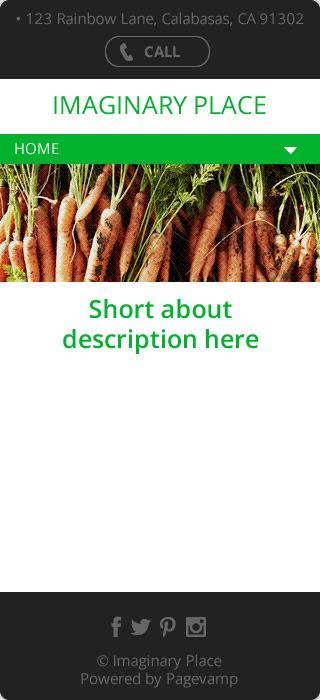 • 123 Rainbow Lane, Calabasas, CA 91302
CALL
IMAGINARY PLACE
HOME
Short about
description here
© Imaginary Place
Powered by Pagevamp